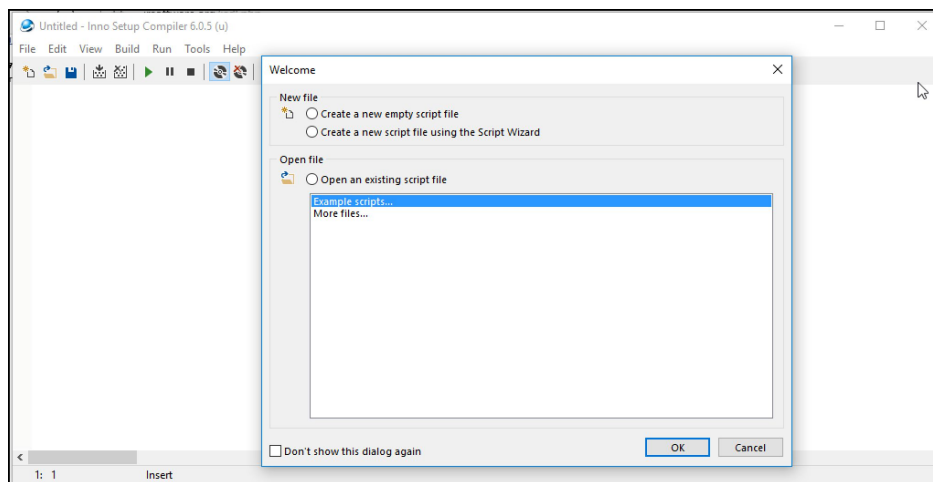 Untitled - Inno Setup Compiler 6.0.5 (u)
File Edit View Build Run Tools Help
Welcome
New file
Create a new empty script file
Create a new script file using the Script Wizard
Open file
Open an existing script file
Example scripts...
More files...
Don't show this dialog again
OK Cancel
1: 1 Insert